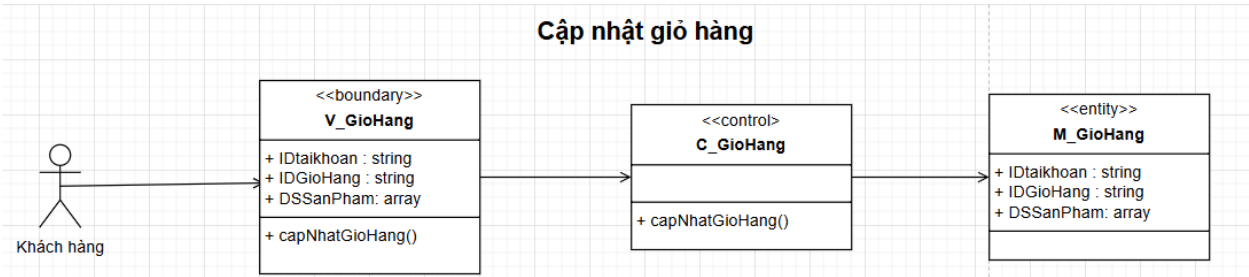 Cập nhật giỏ hàng
<<boundary>>
V_GioHang
+ IDtaikhoan : string
+ IDGioHang : string
+ DSSanPham: array
+ capNhatGioHang()
<<control>
C_GioHang
+ capNhatGioHang()
<<entity>>
M_GioHang
+ IDtaikhoan : string
+ IDGioHang : string
+ DSSanPham: array
Khách hàng